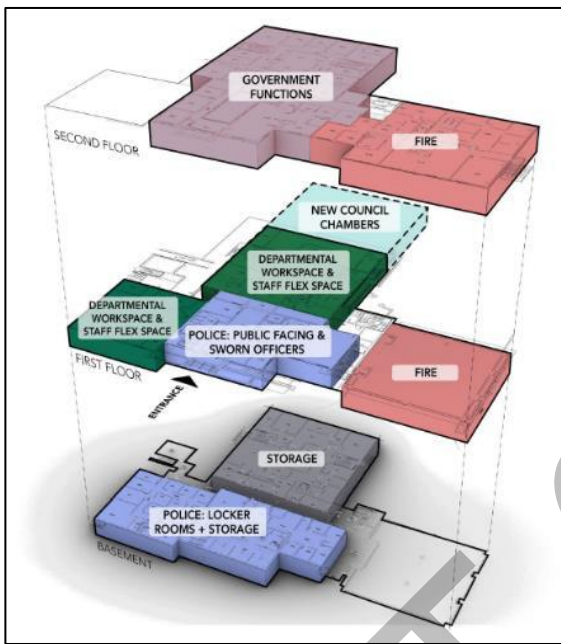 GOVERNMENT
FUNCTIONS
SECOND FLOOR
FIRE
NEW COUNCIL
CHAMBERS
DEPARTMENTAL
WORKSPACE &
STAFF FLEX SPACE
DEPARTMENTAL
WORKSPACE &
STAFF FLEX SPACE
POLICE: PUBLIC FACING &
SWORN OFFICERS
FIRST FLOOR
FIRE
ENTRANCE
STORAGE
POLICE: LOCKER
ROOMS + STORAGE
BASEMENT